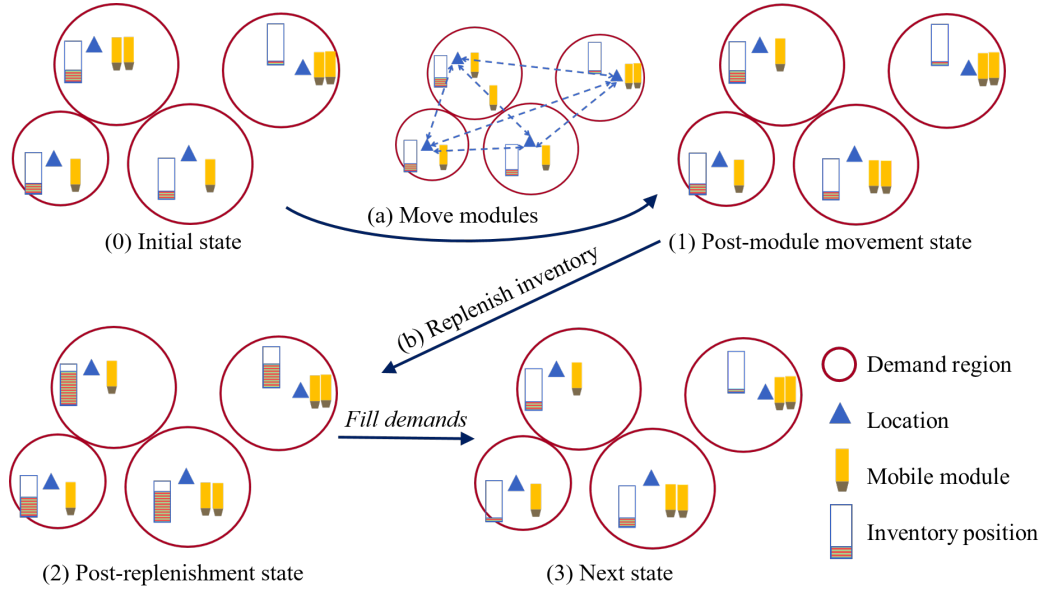 (a) Move modules
(0) Initial state
(1) Post-module movement state
(b) Replenish inventory
Fill demands
Demand region
Location
Mobile module
Inventory position
(2) Post-replenishment state
(3) Next state